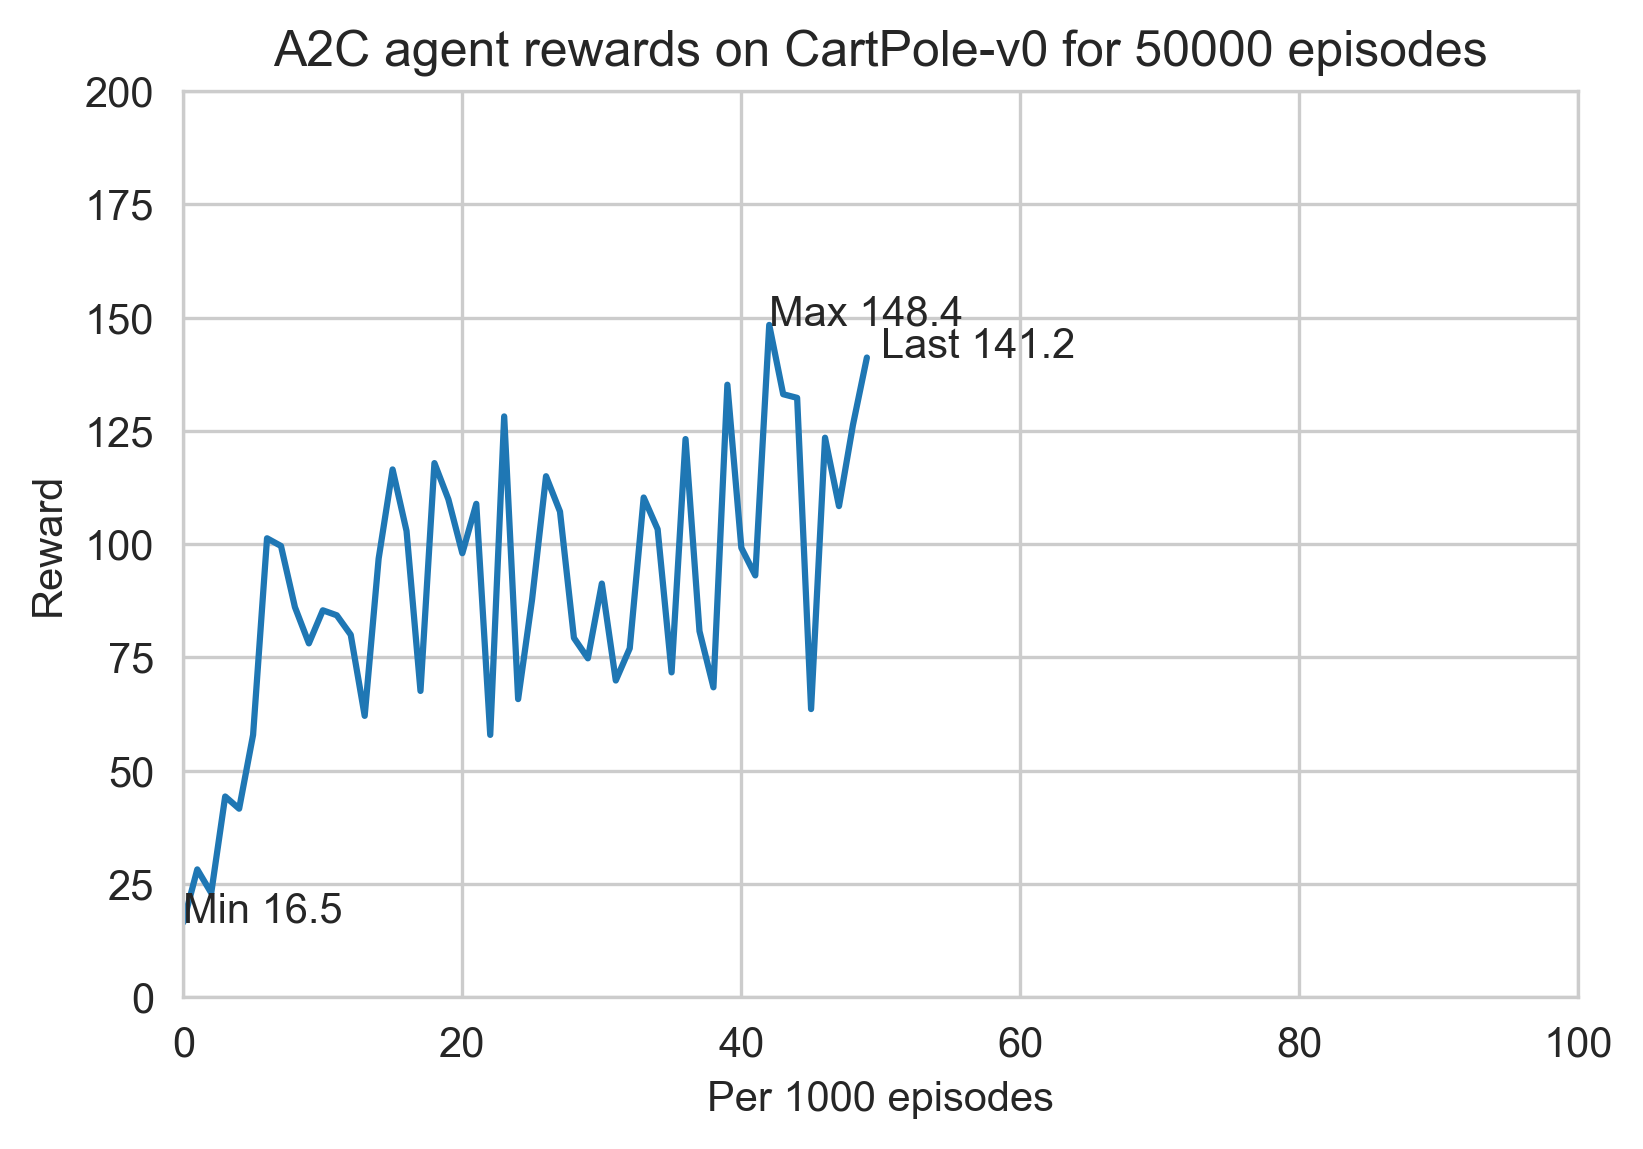 A2C agent rewards on CartPole-v0 for 50000 episodes
200
175
150
125
100
75
50
25
0
Reward
Max 148.4
Last 141.2
Min 16.5
0 20 40 60 80 100
Per 1000 episodes